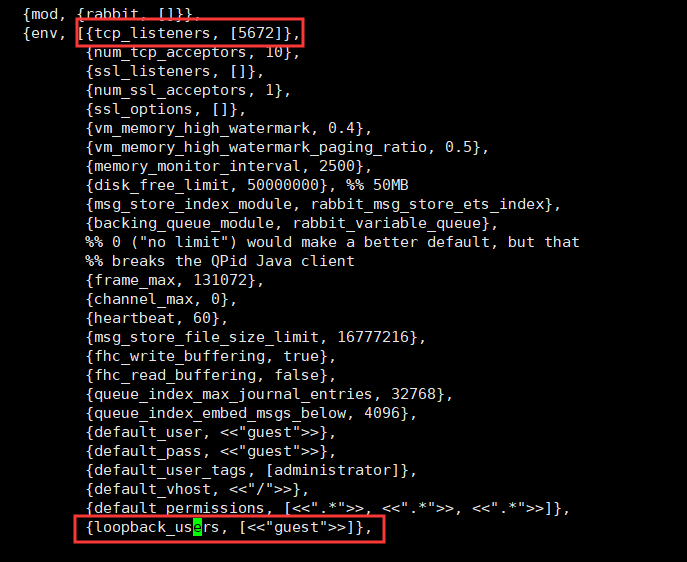 {mod, {rabbit, []}},
{env, [{tcp_listeners, [5672]},
{num_tcp_acceptors, 10},
{ssl_listeners, []},
{num_ssl_acceptors, 1},
{ssl_options, []},
{vm_memory_high_watermark, 0.4},
{vm_memory_high_watermark_paging_ratio, 0.5},
{memory_monitor_interval, 2500},
{disk_free_limit, 50000000}, %% 50MB
{msg_store_index_module, rabbit_msg_store_ets_index},
{backing_queue_module, rabbit_variable_queue},
%% 0 ("no limit") would make a better default, but that
%% breaks the QPid Java client
{frame_max, 131072},
{channel_max, 0},
{heartbeat, 60},
{msg_store_file_size_limit, 16777216},
{fhc_write_buffering, true},
{fhc_read_buffering, false},
{queue_index_max_journal_entries, 32768},
{queue_index_embed_msgs_below, 4096},
{default_user, <<"guest">>},
{default_pass, <<"guest">>},
{default_user_tags, [administrator]},
{default_vhost, <<"/">>},
{default_permissions, [<<".*">>, <<".*">>, <<".*">>]},
{loopback_users, [<<"guest">>]},